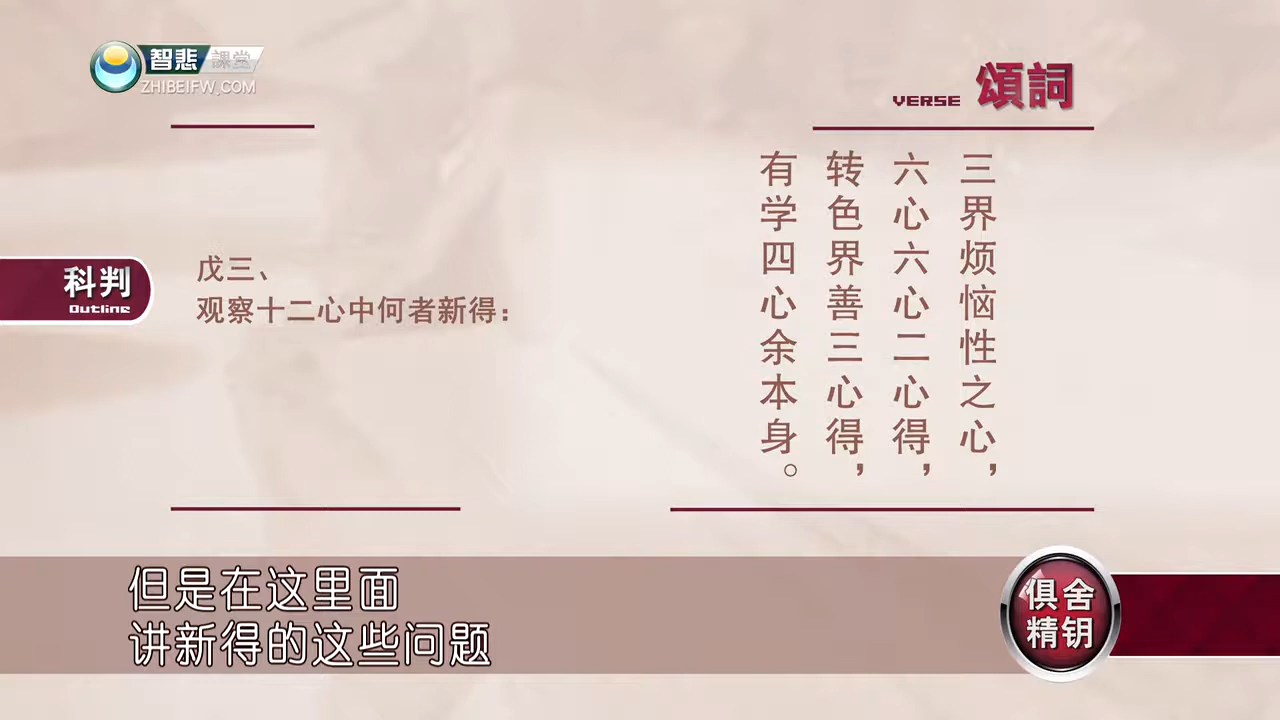 智悲課堂
ZHIBEIFW.COM
VERSE 頌詞
三界烦恼性之心，
六心六心二心得，
转色界善三心得，
有学四心余本身。
科判
Outline
戊三、
观察十二心中何者新得：
但是在这里面
讲新得的这些问题
俱舍
精钥